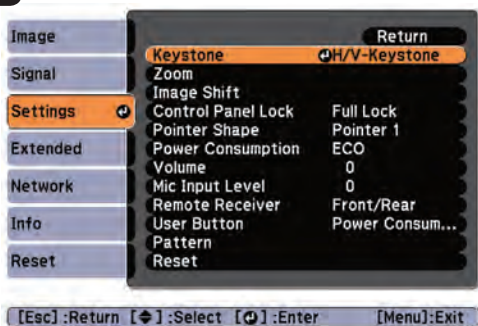 Image
Signal
Settings
Extended
Network
Info
Reset
Return
Keystone H/V-Keystone
Zoom
Image Shift
Control Panel Lock Full Lock
Pointer Shape Pointer 1
Power Consumption ECO
Volume 0
Mic Input Level 0
Remote Receiver Front/Rear
User Button Power Consum...
Pattern
Reset
[Esc] :Return [ ] :Select [ ] :Enter [Menu]:Exit